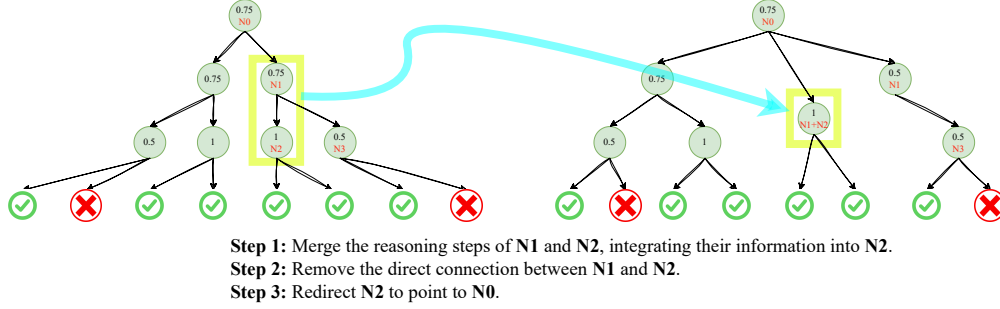 0.75
N0
0.75
N0
0.75
0.75
N1
0.75
0.5
N1
1
N1+N2
0.5
1
1
N2
0.5
N3
0.5
1
0.5
N3
Step 1: Merge the reasoning steps of N1 and N2, integrating their information into N2.
Step 2: Remove the direct connection between N1 and N2.
Step 3: Redirect N2 to point to N0.